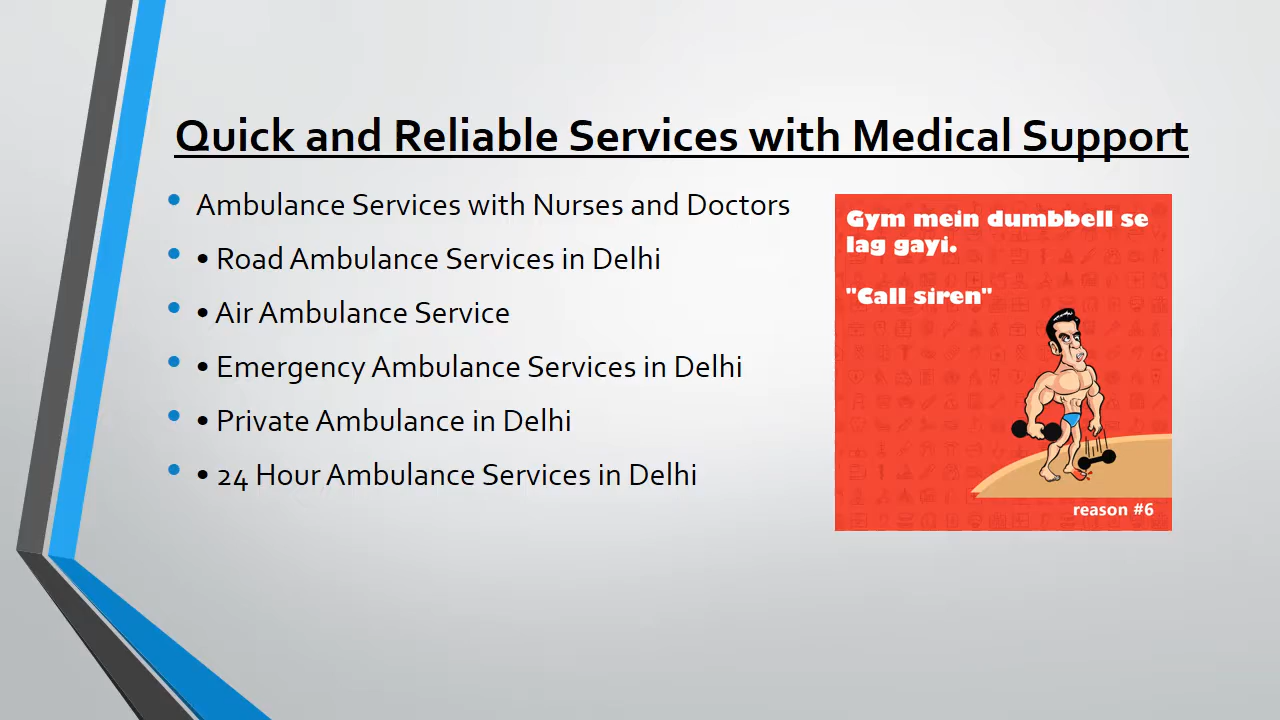 Quick and Reliable Services with Medical Support
• Ambulance Services with Nurses and Doctors
• • Road Ambulance Services in Delhi
• • Air Ambulance Service
• • Emergency Ambulance Services in Delhi
• • Private Ambulance in Delhi
• • 24 Hour Ambulance Services in Delhi
Gym mein dumbbell se
lag gayi.
"Call siren"
reason #6